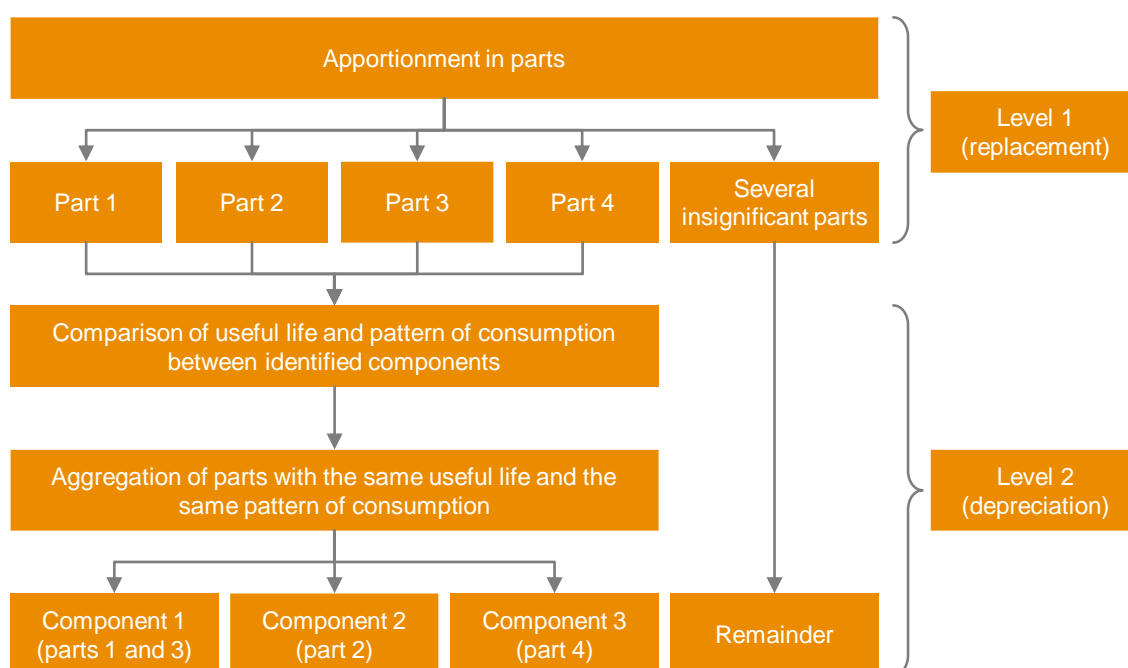 Apportionment in parts
Level 1
(replacement)
Part 1
Part 2
Part 3
Part 4
Several
insignificant parts
Comparison of useful life and pattern of consumption
between identified components
Aggregation of parts with the same useful life and the
same pattern of consumption
Level 2
(depreciation)
Component 1
(parts 1 and 3)
Component 2
(part 2)
Component 3
(part 4)
Remainder